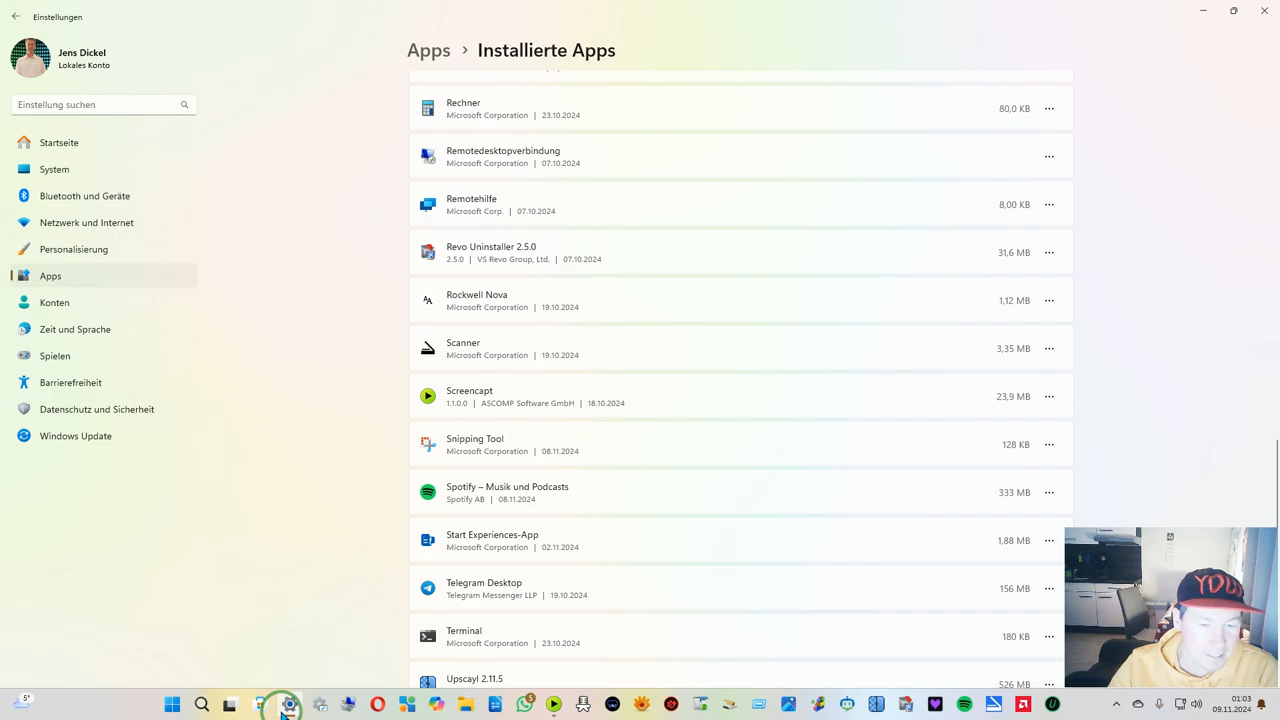 Einstellungen
Jens Dickel
Lokales Konto
Einstellung suchen
Startseite
System
Bluetooth und Geräte
Netzwerk und Internet
Personalisierung
Apps
Konten
Zeit und Sprache
Spielen
Barrierefreiheit
Datenschutz und Sicherheit
Windows Update
Apps > Installierte Apps
Rechner
Microsoft Corporation | 23.10.2024
80,0 KB
Remotedesktopverbindung
Microsoft Corporation | 07.10.2024
Remotehilfe
Microsoft Corp. | 07.10.2024
8,00 KB
Revo Uninstaller 2.5.0
2.5.0 | VS Revo Group, Ltd. | 07.10.2024
31,6 MB
Rockwell Nova
Microsoft Corporation | 19.10.2024
1,12 MB
Scanner
Microsoft Corporation | 19.10.2024
3,35 MB
Screencapt
1.1.0.0 | ASCOMP Software GmbH | 18.10.2024
23,9 MB
Snipping Tool
Microsoft Corporation | 08.11.2024
128 KB
Spotify – Musik und Podcasts
Spotify AB | 08.11.2024
333 MB
Start Experiences-App
Microsoft Corporation | 02.11.2024
1,88 MB
Telegram Desktop
Telegram Messenger LLP | 19.10.2024
156 MB
Terminal
Microsoft Corporation | 23.10.2024
180 KB
Upscayl 2.11.5
526 MB
5°
5
01:03
09.11.2024